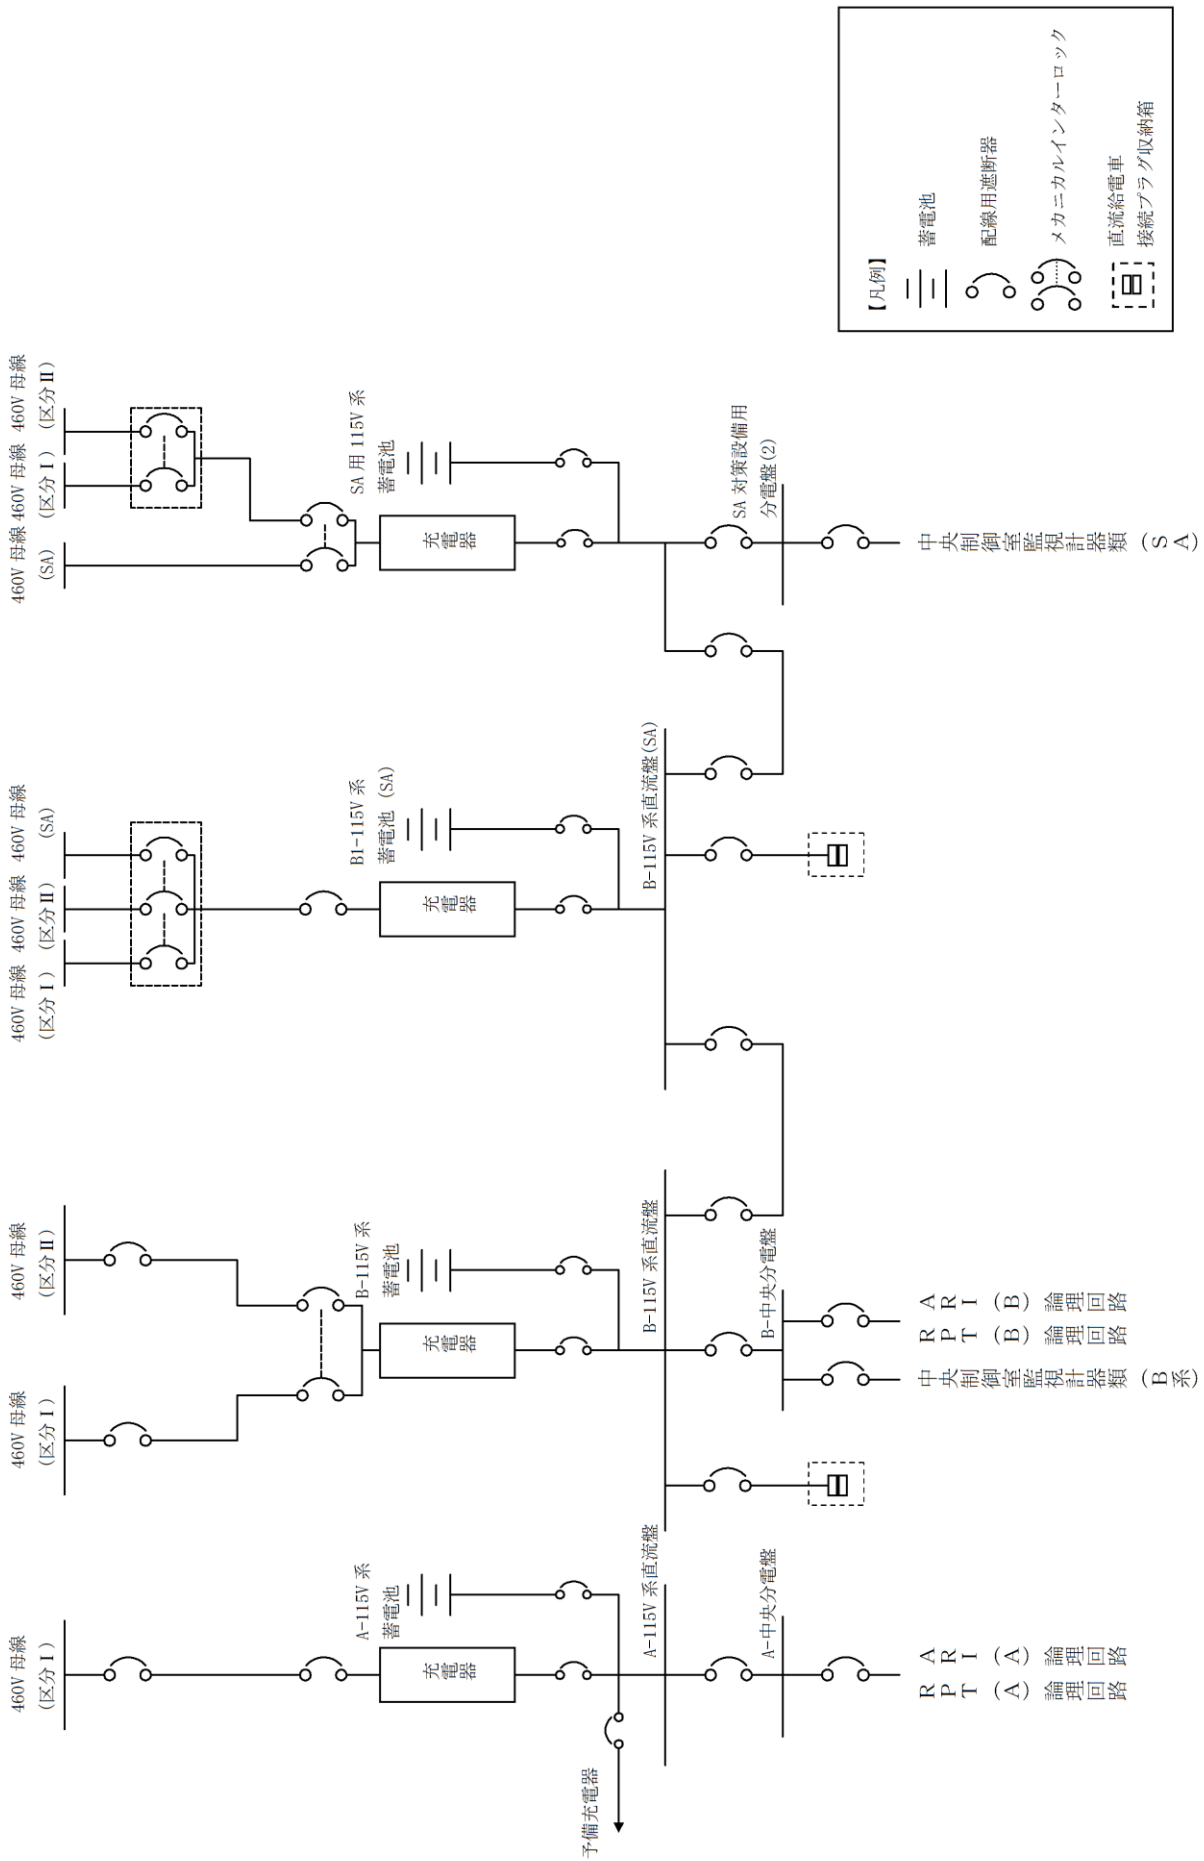 460V 母線
(区分Ⅰ)
A-115V 系
蓄電池
充電器
予備充電器
A-115V 系直流盤
A-中央分電盤
RPT(A)論理回路
ARI(A)論理回路
460V 母線
(区分Ⅰ)
460V 母線
(区分Ⅱ)
B-115V 系
蓄電池
充電器
B-115V 系直流盤
B-中央分電盤
中央制御室監視計器類(B系)
RPT(B)論理回路
ARI(B)論理回路
460V 母線
(区分Ⅰ)
460V 母線
(区分Ⅱ)
460V 母線
(SA)
B1-115V 系
蓄電池 (SA)
充電器
B-115V 系直流盤(SA)
460V 母線
(SA)
460V 母線
(区分Ⅰ)
460V 母線
(区分Ⅱ)
SA 用 115V 系
蓄電池
充電器
SA 対策設備用
分電盤(2)
中央制御室監視計器類(SA)
【凡例】
蓄電池
配線用遮断器
メカニカルインターロック
直流給電車
接続プラグ収納箱